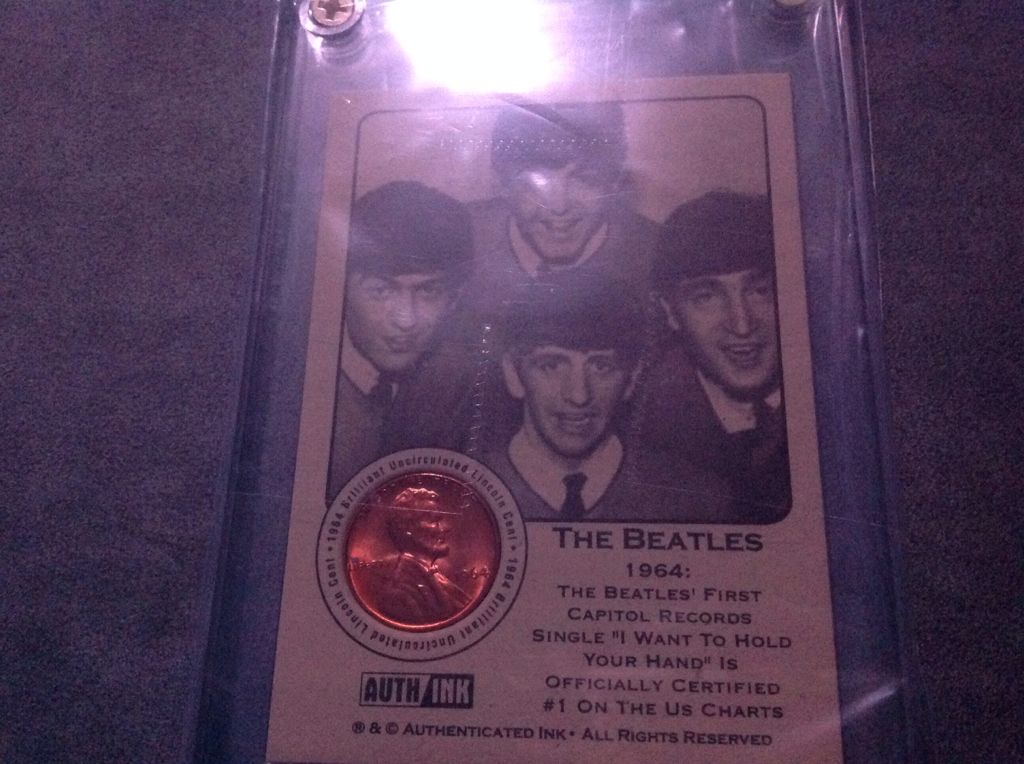 1964 Brilliant Uncirculated Lincoln Cent • 1964 Brilliant Uncirculated Lincoln Cent •
THE BEATLES
1964:
THE BEATLES' FIRST
CAPITOL RECORDS
SINGLE "I WANT TO HOLD
YOUR HAND" IS
OFFICIALLY CERTIFIED
#1 ON THE US CHARTS
AUTH/INK
® & © AUTHENTICATED INK • ALL RIGHTS RESERVED